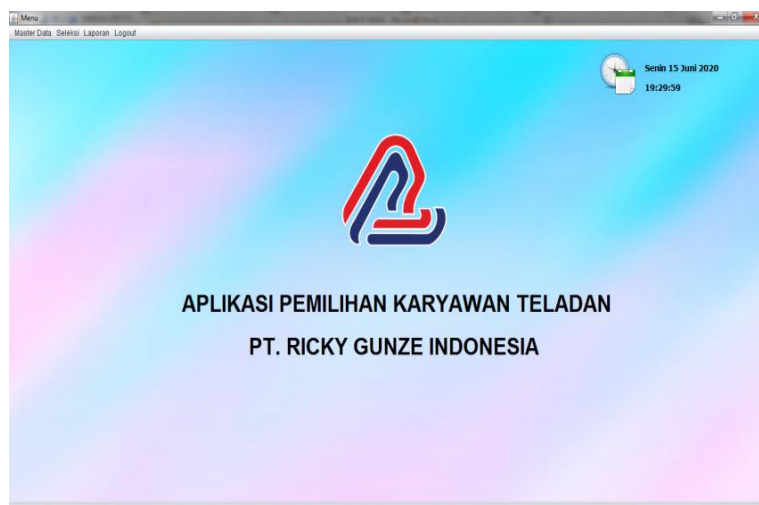 Menu
Master Data Seleksi Laporan Logout
Senin 15 Juni 2020
19:29:59
APLIKASI PEMILIHAN KARYAWAN TELADAN
PT. RICKY GUNZE INDONESIA